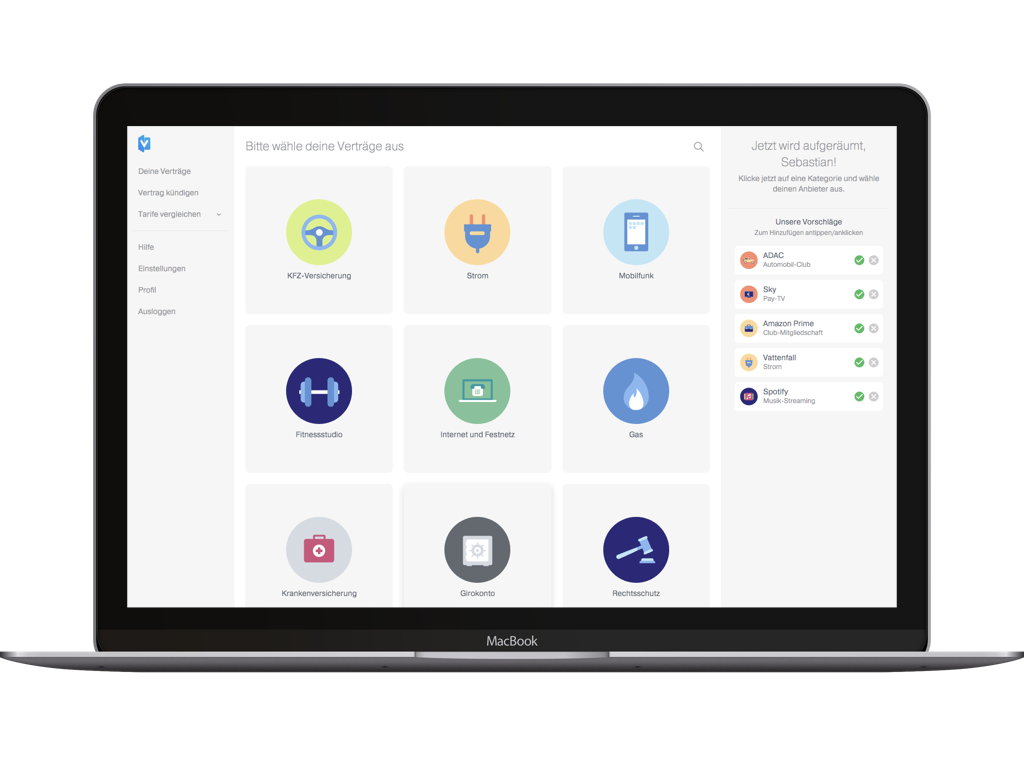 Deine Verträge
Vertrag kündigen
Tarife vergleichen
Hilfe
Einstellungen
Profil
Ausloggen
Bitte wähle deine Verträge aus
KFZ-Versicherung
Strom
Mobilfunk
Fitnessstudio
Internet und Festnetz
Gas
Krankenversicherung
Girokonto
Rechtsschutz
Jetzt wird aufgeräumt,
Sebastian!
Klicke jetzt auf eine Kategorie und wähle
deinen Anbieter aus.
Unsere Vorschläge
Zum Hinzufügen antippen/anklicken
ADAC
Automobil-Club
Sky
Pay-TV
Amazon Prime
Club-Mitgliedschaft
Vattenfall
Strom
Spotify
Musik-Streaming
MacBook